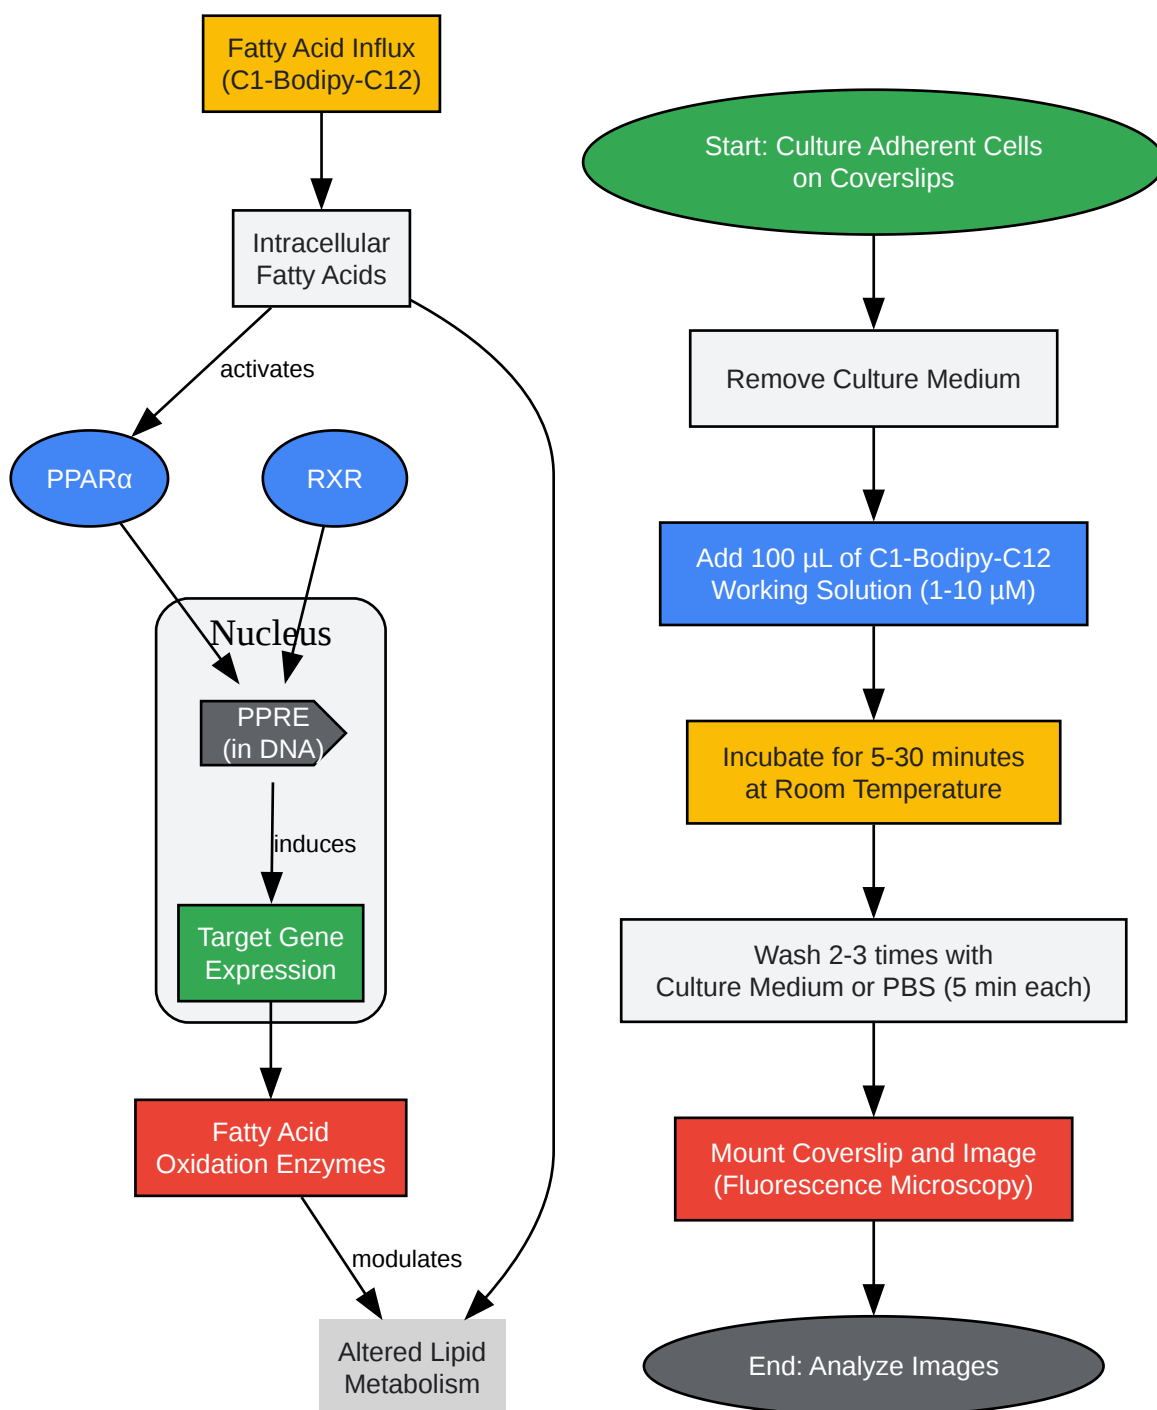 Fatty Acid Influx
(C1-Bodipy-C12)
Intracellular
Fatty Acids
activates
PPARα
RXR
Nucleus
PPRE
(in DNA)
induces
Target Gene
Expression
Fatty Acid
Oxidation Enzymes
modulates
Altered Lipid
Metabolism
Start: Culture Adherent Cells
on Coverslips
Remove Culture Medium
Add 100 µL of C1-Bodipy-C12
Working Solution (1-10 µM)
Incubate for 5-30 minutes
at Room Temperature
Wash 2-3 times with
Culture Medium or PBS (5 min each)
Mount Coverslip and Image
(Fluorescence Microscopy)
End: Analyze Images